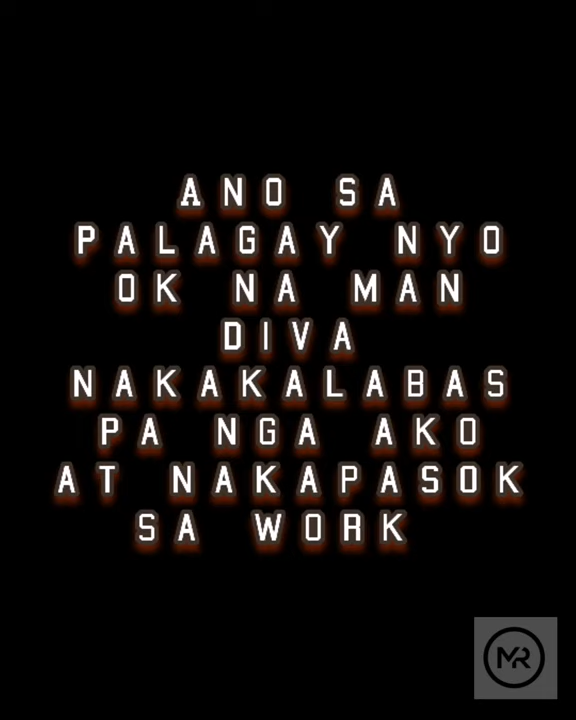 ANO SA
PALAGAY NYO
OK NA MAN
DIVA
NAKAKALABAS
PA NGA AKO
AT NAKAPASOK
SA WORK
MR